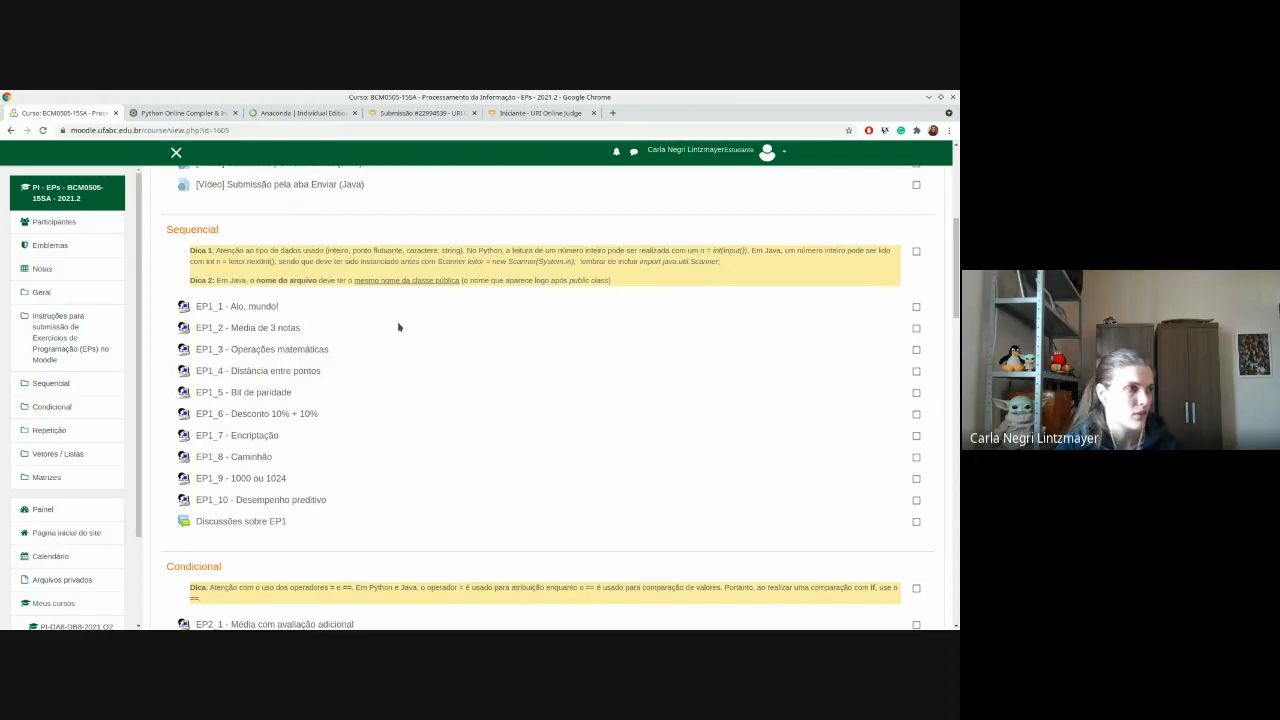 Curso: BCM0505-15SA - Processamento da Informação - EPs - 2021.2 - Google Chrome
Curso: BCM0505-15SA - Proc
Python Online Compiler & In
Anaconda | Individual Edition
Submissão #22994539 - URI
Iniciante - URI Online Judge
moodle.ufabc.edu.br/course/view.php?id=1605
Carla Negri Lintzmayer Estudante
PI - EPs - BCM0505-
15SA - 2021.2
Participantes
Emblemas
Notas
Geral
Instruções para
submissão de
Exercícios de
Programação (EPs) no
Moodle
Sequencial
Condicional
Repetição
Vetores / Listas
Matrizes
Painel
Página inicial do site
Calendário
Arquivos privados
Meus cursos
PI-DA8-DB8-2021.Q2
[Vídeo] Submissão pela aba Enviar (Java)
Sequencial
Dica 1: Atenção ao tipo de dados usado (inteiro, ponto flutuante, caractere, string). No Python, a leitura de um número inteiro pode ser realizada com um n = int(input()). Em Java, um número inteiro pode ser lido
com int n = leitor.nextInt(); sendo que deve ter sido instanciado antes com Scanner leitor = new Scanner(System.in); lembrar de incluir import java.util.Scanner;
Dica 2: Em Java, o nome do arquivo deve ter o mesmo nome da classe pública (o nome que aparece logo após public class)
EP1_1 - Alo, mundo!
EP1_2 - Média de 3 notas
EP1_3 - Operações matemáticas
EP1_4 - Distância entre pontos
EP1_5 - Bit de paridade
EP1_6 - Desconto 10% + 10%
EP1_7 - Encriptação
EP1_8 - Caminhão
EP1_9 - 1000 ou 1024
EP1_10 - Desempenho preditivo
Discussões sobre EP1
Condicional
Dica: Atenção com o uso dos operadores = e ==. Em Python e Java, o operador = é usado para atribuição enquanto o == é usado para comparação de valores. Portanto, ao realizar uma comparação com if, use o
==.
EP2_1 - Média com avaliação adicional
Carla Negri Lintzmayer